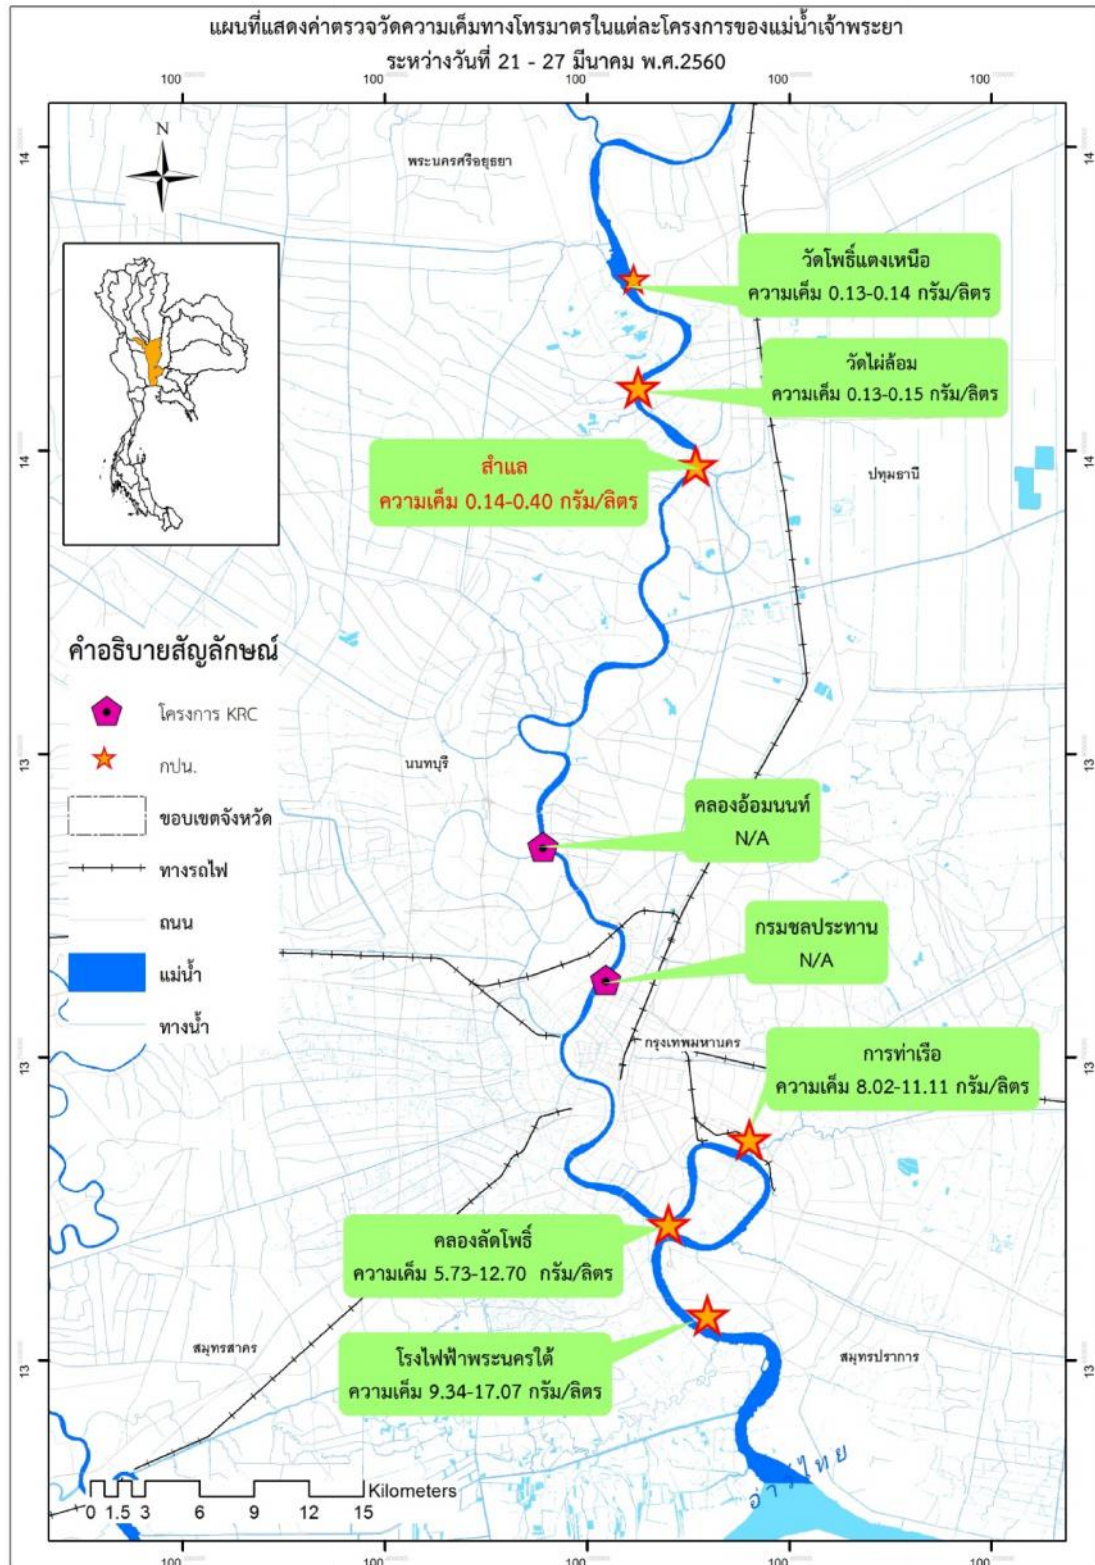 แผนที่แสดงค่าตรวจวัดความเค็มทางโทรมาตรในแต่ละโครงการของแม่น้ำเจ้าพระยา
ระหว่างวันที่ 21 - 27 มีนาคม พ.ศ.2560
100 100 100 100 100
N
14
พระนครศรีอยุธยา
14
วัดโพธิ์แตงเหนือ
ความเค็ม 0.13-0.14 กรัม/ลิตร
วัดไผ่ล้อม
ความเค็ม 0.13-0.15 กรัม/ลิตร
14
สำแล
ความเค็ม 0.14-0.40 กรัม/ลิตร
ปทุมธานี
14
คำอธิบายสัญลักษณ์
โครงการ KRC
กปน.
ขอบเขตจังหวัด
ทางรถไฟ
ถนน
แม่น้ำ
ทางน้ำ
13
นนทบุรี
13
คลองอ้อมนนท์
N/A
กรมชลประทาน
N/A
13
กรุงเทพมหานคร
13
การท่าเรือ
ความเค็ม 8.02-11.11 กรัม/ลิตร
คลองลัดโพธิ์
ความเค็ม 5.73-12.70 กรัม/ลิตร
โรงไฟฟ้าพระนครใต้
ความเค็ม 9.34-17.07 กรัม/ลิตร
13
สมุทรสาคร
สมุทรปราการ
13
อ่าวไทย
Kilometers
0 1.5 3 6 9 12 15
100 100 100 100 100